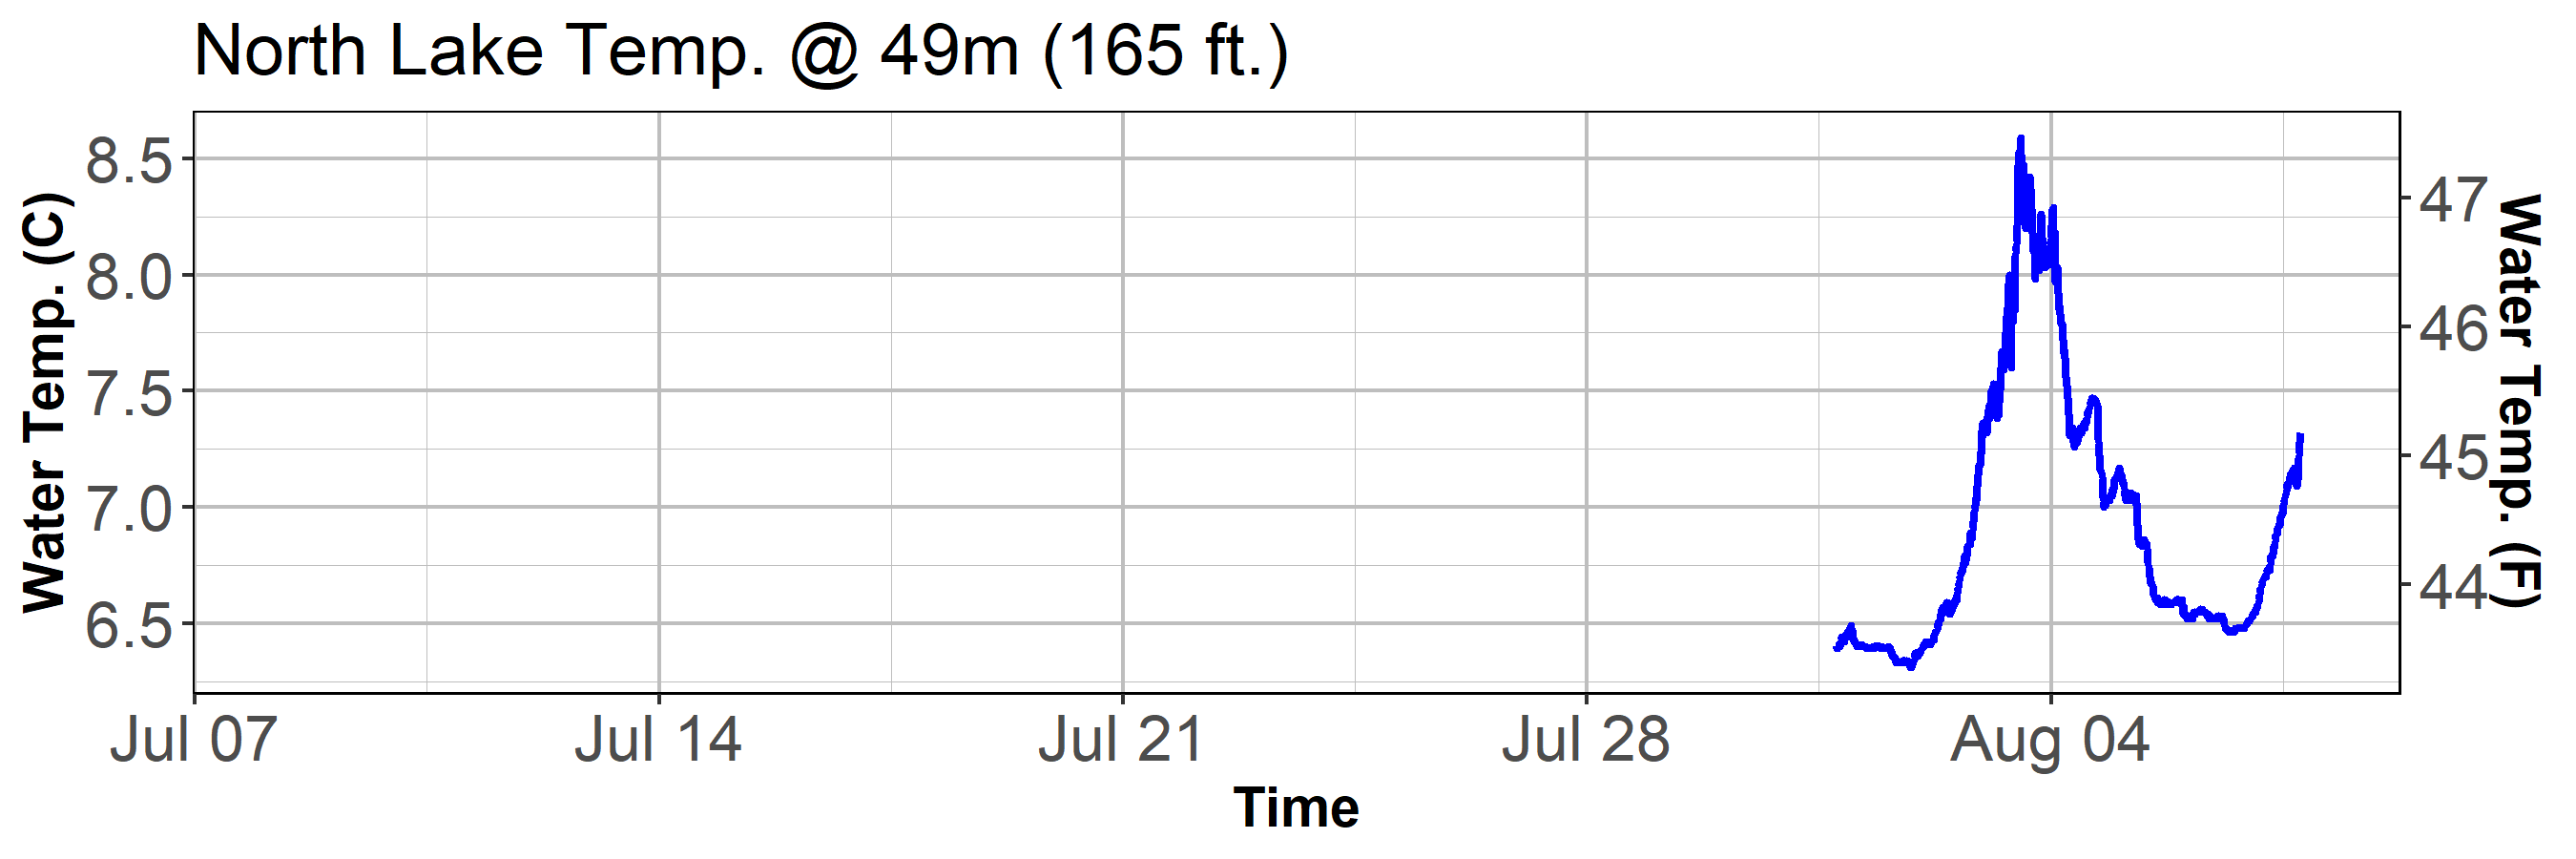 North Lake Temp. @ 49m (165 ft.)
Water Temp. (C)
8.5
8.0
7.5
7.0
6.5
47
46
45
44
Water Temp. (F)
Jul 07 Jul 14 Jul 21 Jul 28 Aug 04
Time